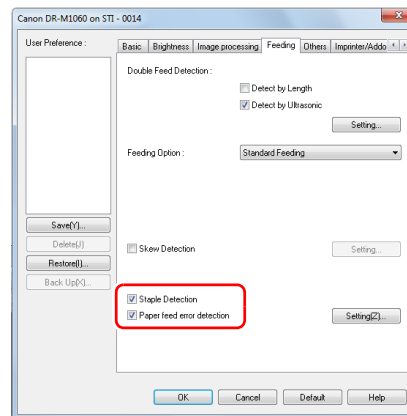 Canon DR-M1060 on STI - 0014
User Preference :
Basic Brightness Image processing Feeding Others Imprinter/Addo
Double Feed Detection :
Detect by Length
Detect by Ultrasonic
Setting...
Feeding Option : Standard Feeding
Save(Y)...
Delete(J)
Restore(I)...
Back Up(X)...
Skew Detection Setting...
Staple Detection
Paper feed error detection Setting(Z)...
OK Cancel Default Help